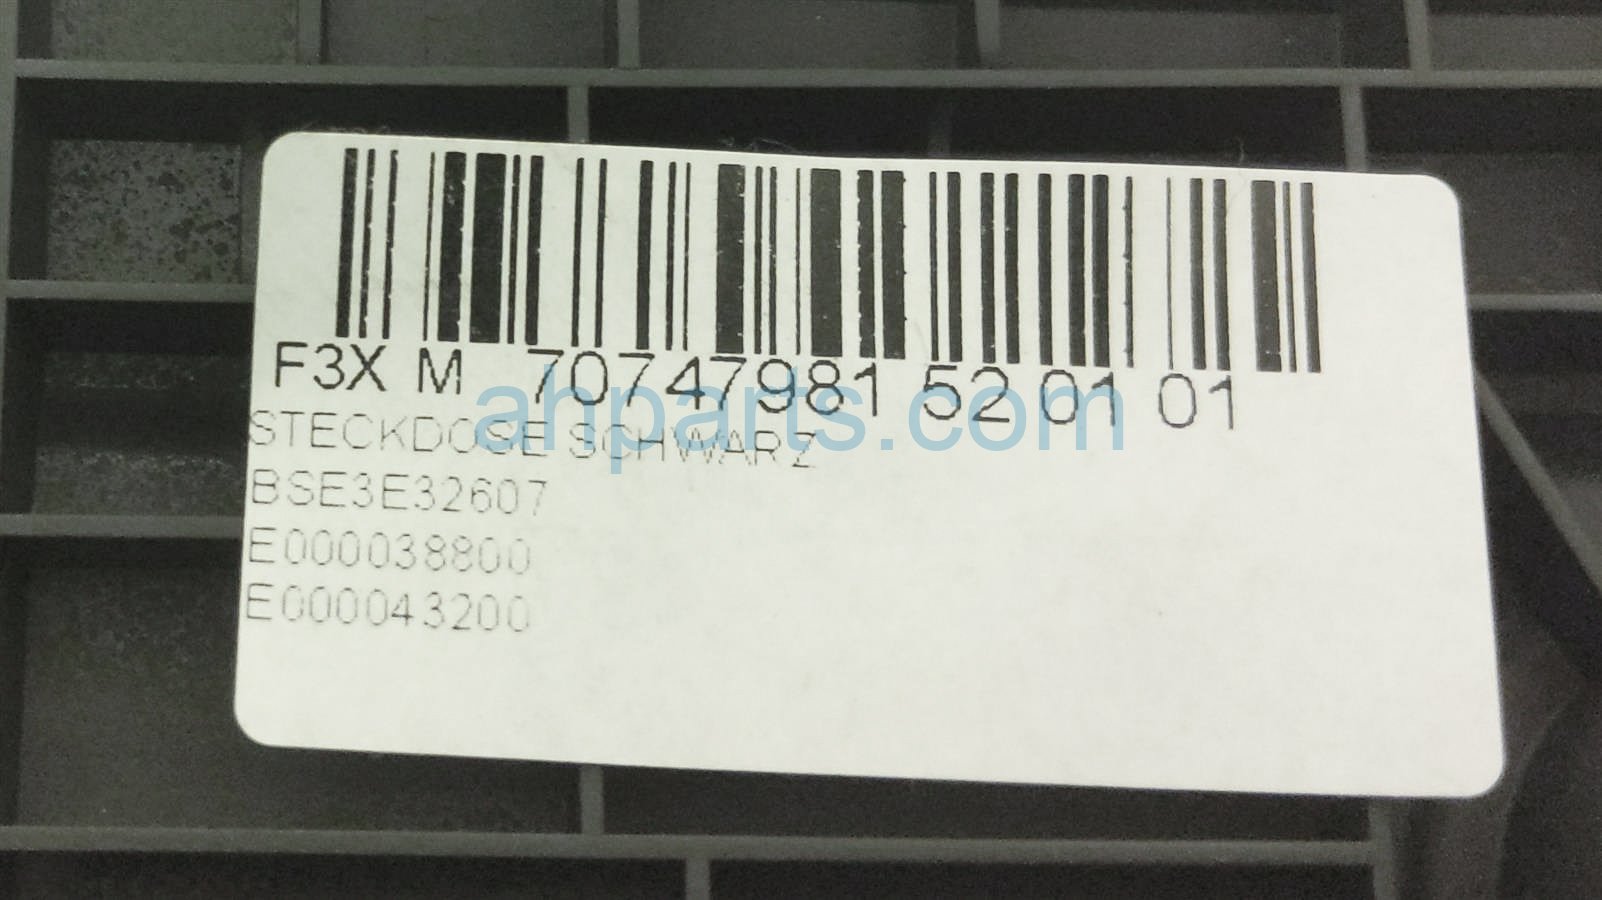 F3X M 70747981 52 01 01
STECKDOSE SCHWARZ
BSE3E32607
E000038800
E000043200
ahparts.com